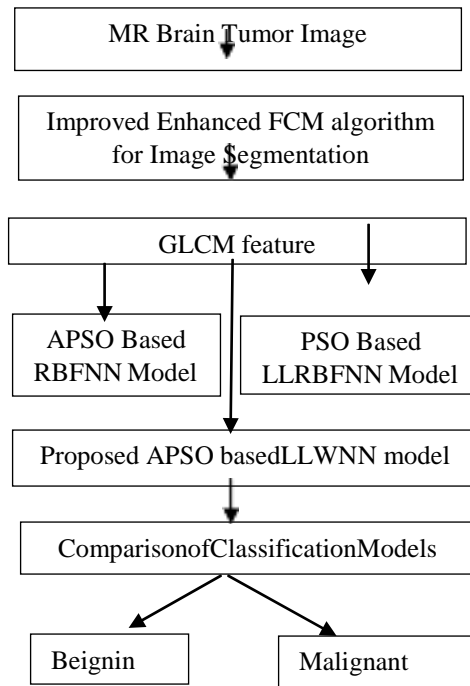 MR Brain Tumor Image
Improved Enhanced FCM algorithm
for Image Segmentation
GLCM feature
APSO Based
RBFNN Model
PSO Based
LLRBFNN Model
Proposed APSO basedLLWNN model
ComparisonofClassificationModels
Beignin
Malignant